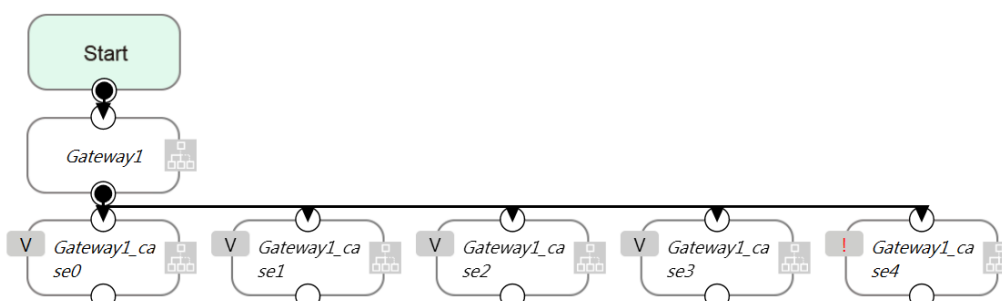 Start
Gateway1
V
Gateway1_ca
se0
V
Gateway1_ca
se1
V
Gateway1_ca
se2
V
Gateway1_ca
se3
!
Gateway1_ca
se4